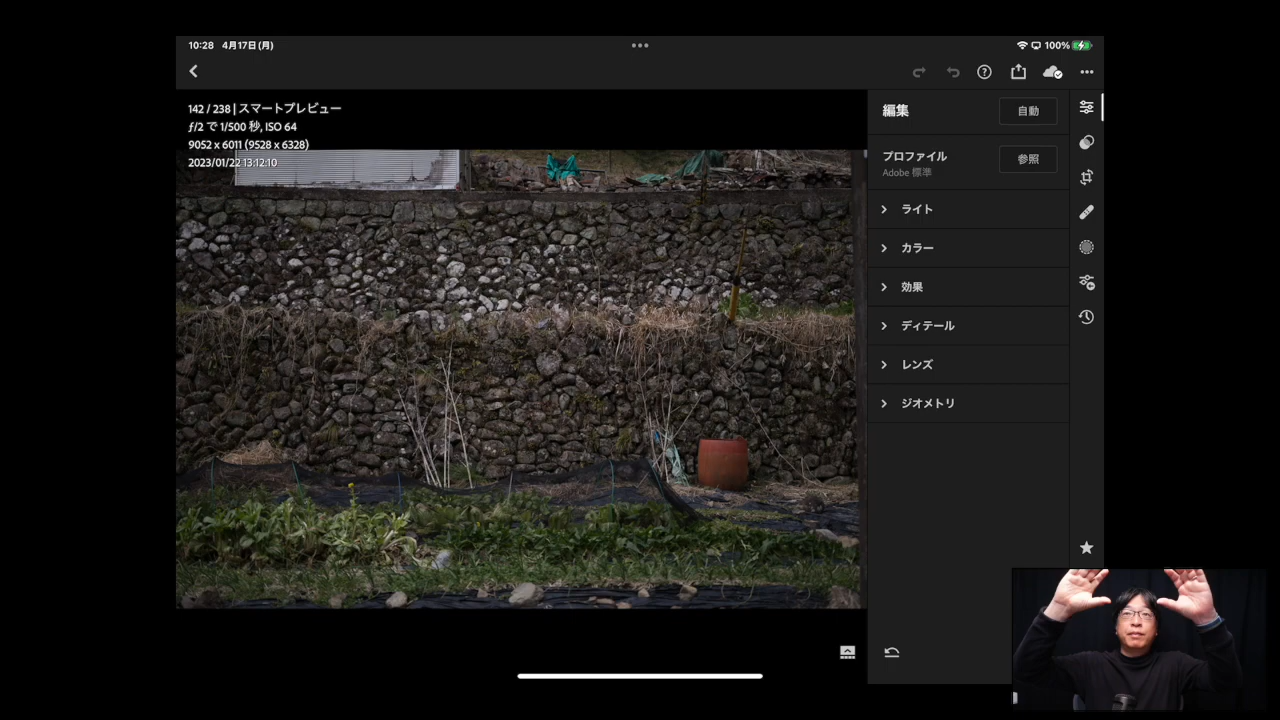 10:28 4月17日(月)
100%
142 / 238 | スマートプレビュー
ƒ/2 で 1/500 秒, ISO 64
9052 x 6011 (9528 x 6328)
2023/01/22 13:12:10
編集
自動
プロファイル
Adobe 標準
参照
ライト
カラー
効果
ディテール
レンズ
ジオメトリ